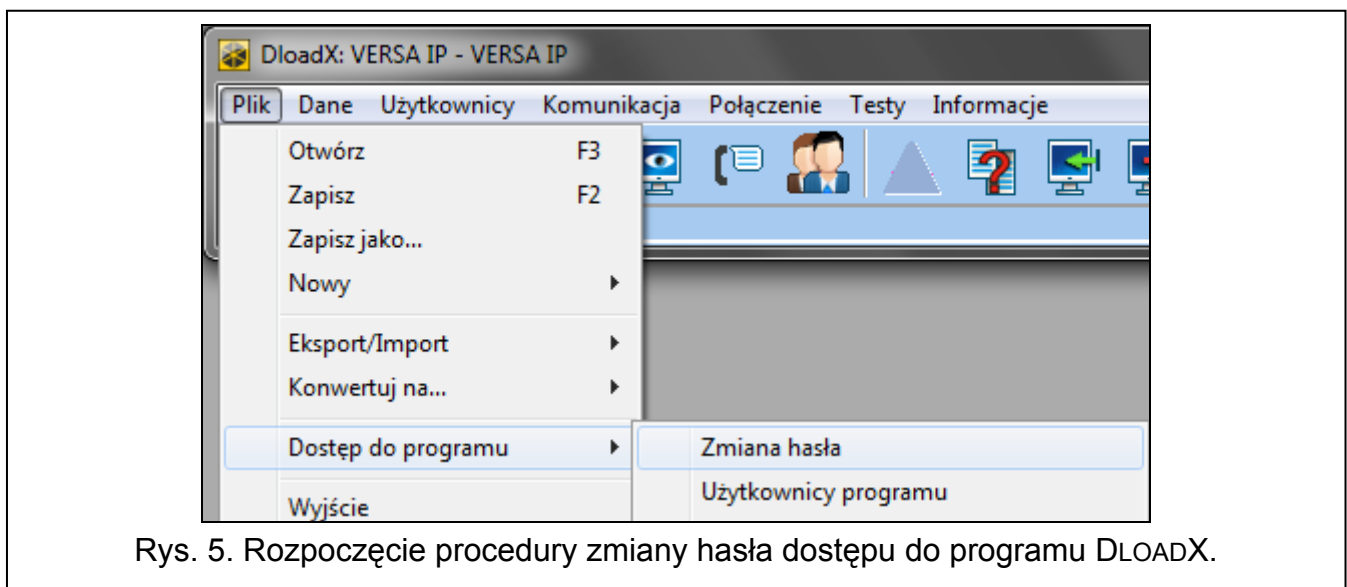 DloadX: VERSA IP - VERSA IP
Plik Dane Użytkownicy Komunikacja Połączenie Testy Informacje
Otwórz F3
Zapisz F2
Zapisz jako...
Nowy
Eksport/Import
Konwertuj na...
Dostęp do programu
Zmiana hasła
Użytkownicy programu
Wyjście
Rys. 5. Rozpoczęcie procedury zmiany hasła dostępu do programu DLOADX.